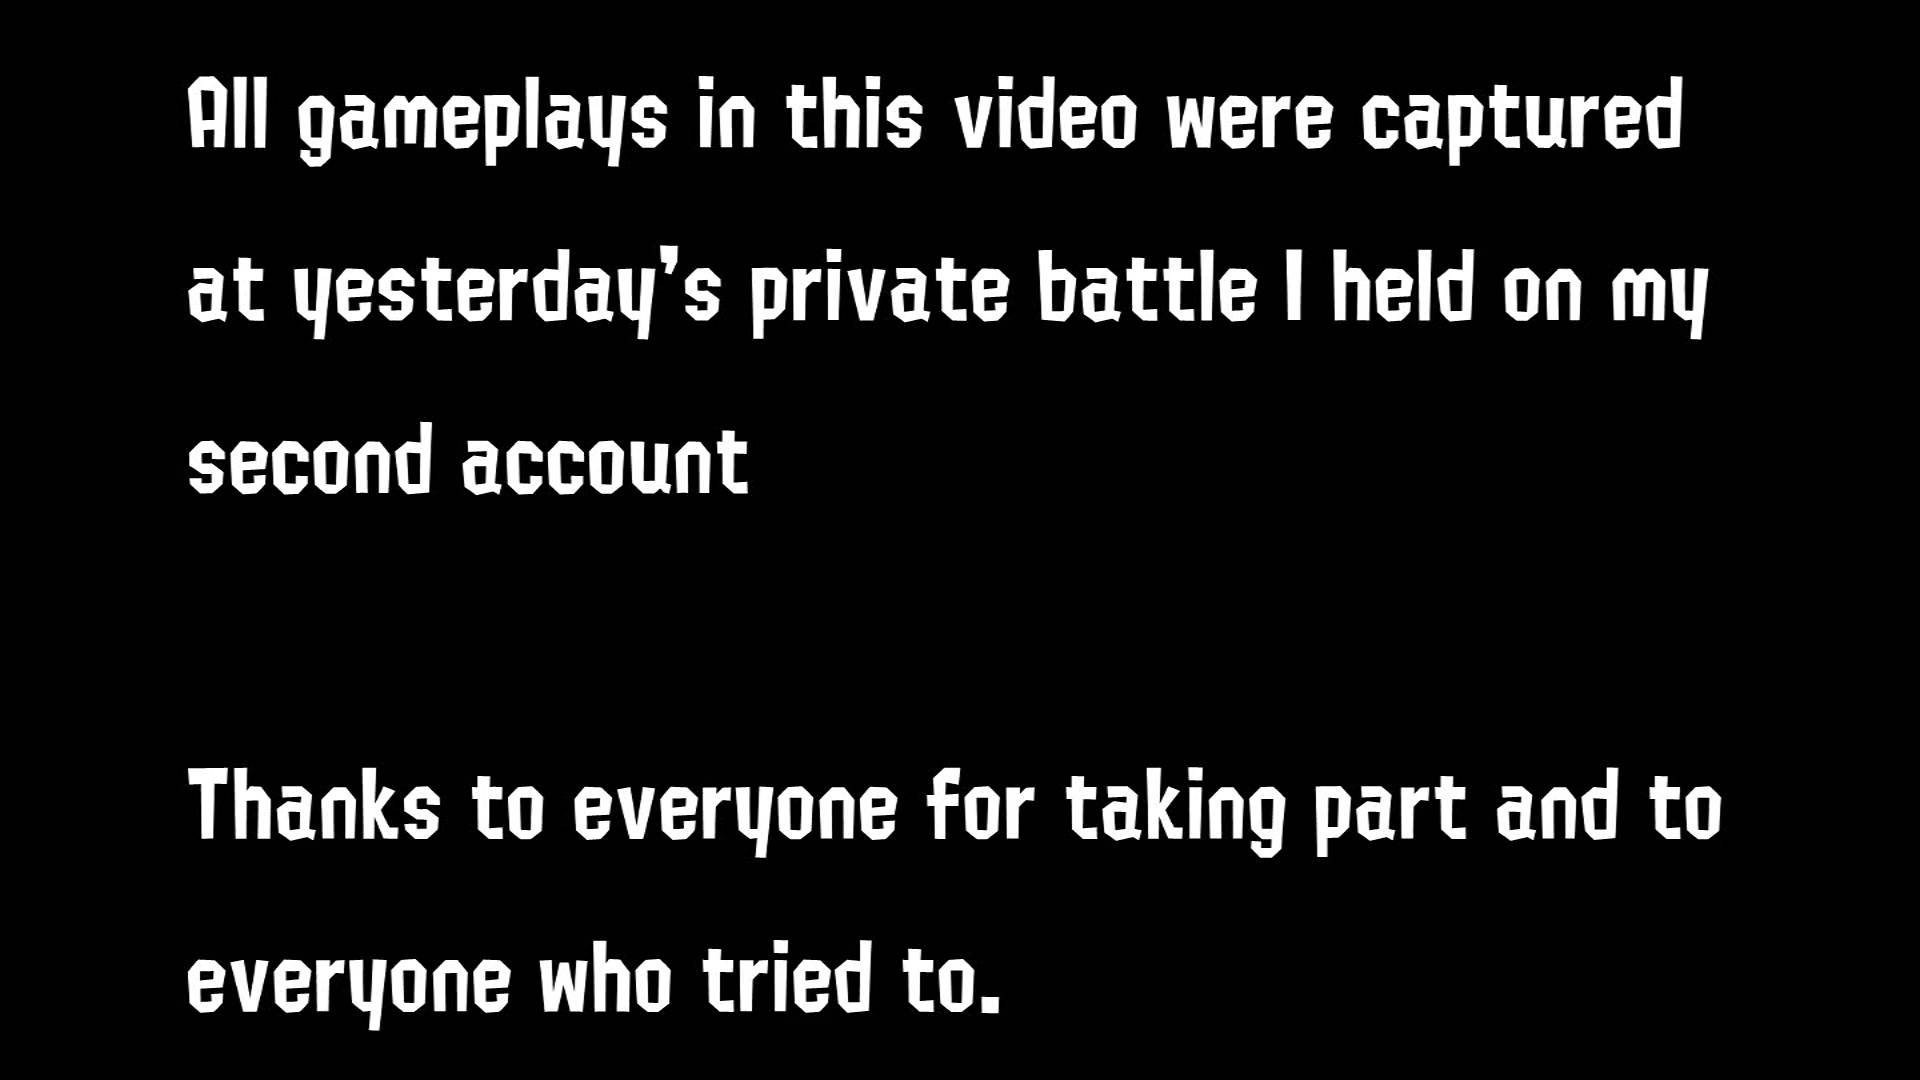 All gameplays in this video were captured
at yesterday's private battle I held on my
second account
Thanks to everyone for taking part and to
everyone who tried to.